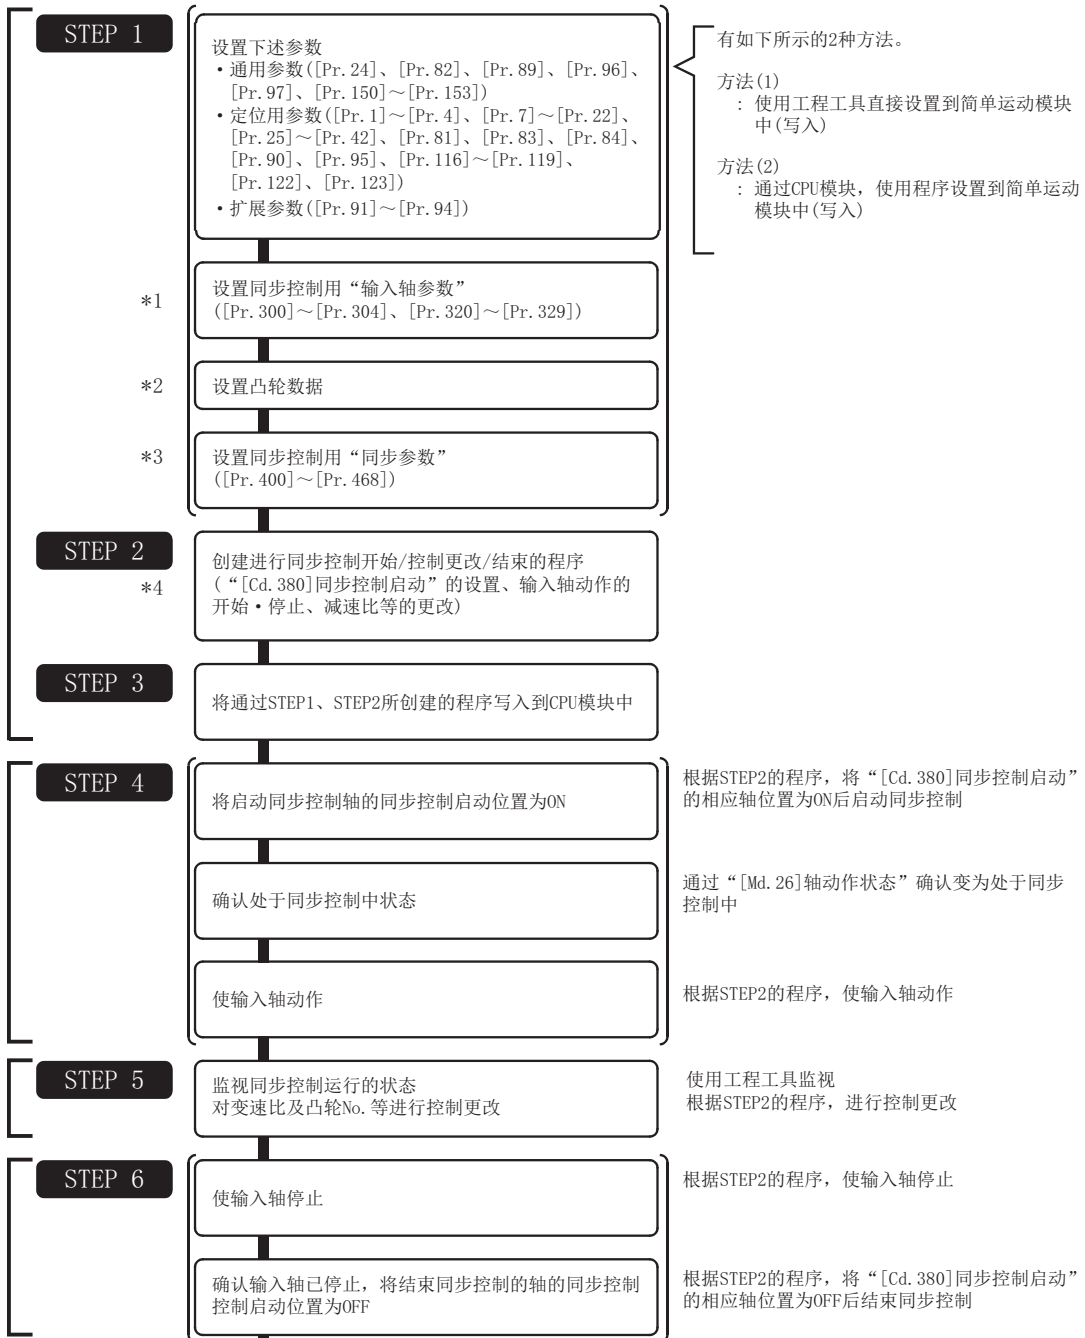 STEP 1
设置下述参数
・通用参数([Pr.24]、[Pr.82]、[Pr.89]、[Pr.96]、
[Pr.97]、[Pr.150]～[Pr.153])
・定位用参数([Pr.1]～[Pr.4]、[Pr.7]～[Pr.22]、
[Pr.25]～[Pr.42]、[Pr.81]、[Pr.83]、[Pr.84]、
[Pr.90]、[Pr.95]、[Pr.116]～[Pr.119]、
[Pr.122]、[Pr.123])
・扩展参数([Pr.91]～[Pr.94])
有如下所示的2种方法。
方法(1)
: 使用工程工具直接设置到简单运动模块
中(写入)
方法(2)
: 通过CPU模块，使用程序设置到简单运动
模块中(写入)
*1
设置同步控制用“输入轴参数”
([Pr.300]～[Pr.304]、[Pr.320]～[Pr.329])
*2
设置凸轮数据
*3
设置同步控制用“同步参数”
([Pr.400]～[Pr.468])
STEP 2
*4
创建进行同步控制开始/控制更改/结束的程序
(“[Cd.380]同步控制启动”的设置、输入轴动作的
开始・停止、减速比等的更改)
STEP 3
将通过STEP1、STEP2所创建的程序写入到CPU模块中
STEP 4
将启动同步控制轴的同步控制启动位置为ON
根据STEP2的程序，将“[Cd.380]同步控制启动”
的相应轴位置为ON后启动同步控制
确认处于同步控制中状态
通过“[Md.26]轴动作状态”确认变为处于同步
控制中
使输入轴动作
根据STEP2的程序，使输入轴动作
STEP 5
监视同步控制运行的状态
对变速比及凸轮No.等进行控制更改
使用工程工具监视
根据STEP2的程序，进行控制更改
STEP 6
使输入轴停止
根据STEP2的程序，使输入轴停止
确认输入轴已停止，将结束同步控制的轴的同步控制
控制启动位置为OFF
根据STEP2的程序，将“[Cd.380]同步控制启动”
的相应轴位置为OFF后结束同步控制